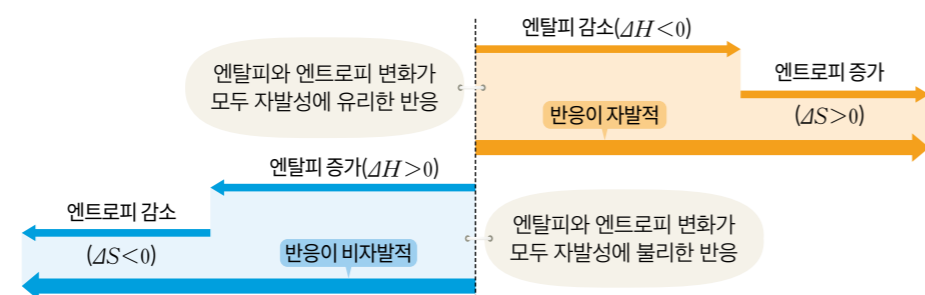 엔탈피 감소(ΔH<0)
엔탈피와 엔트로피 변화가
모두 자발성에 유리한 반응
엔트로피 증가
(ΔS>0)
반응이 자발적
엔탈피 증가(ΔH>0)
엔트로피 감소
(ΔS<0)
반응이 비자발적
엔탈피와 엔트로피 변화가
모두 자발성에 불리한 반응